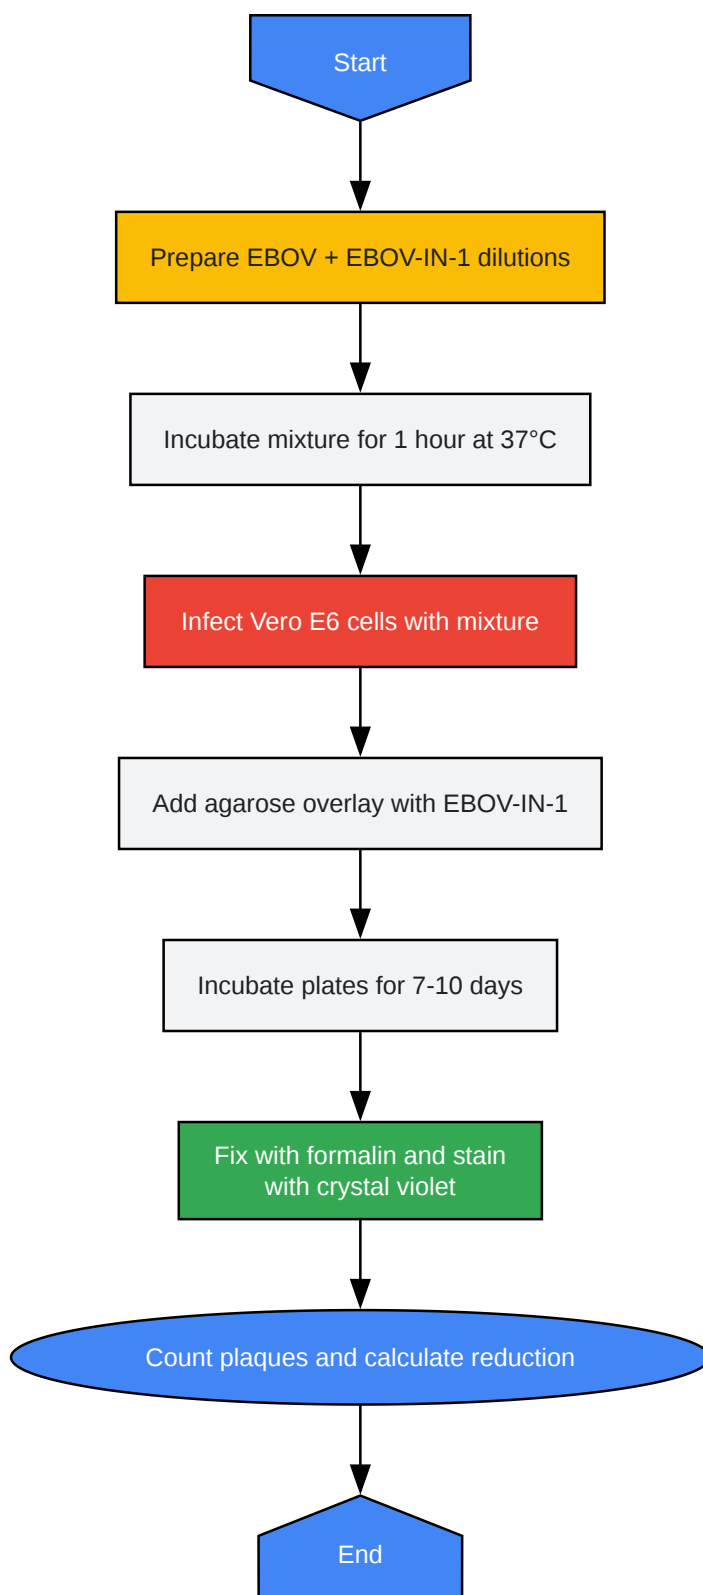 Start
Prepare EBOV + EBOV-IN-1 dilutions
Incubate mixture for 1 hour at 37°C
Infect Vero E6 cells with mixture
Add agarose overlay with EBOV-IN-1
Incubate plates for 7-10 days
Fix with formalin and stain
with crystal violet
Count plaques and calculate reduction
End